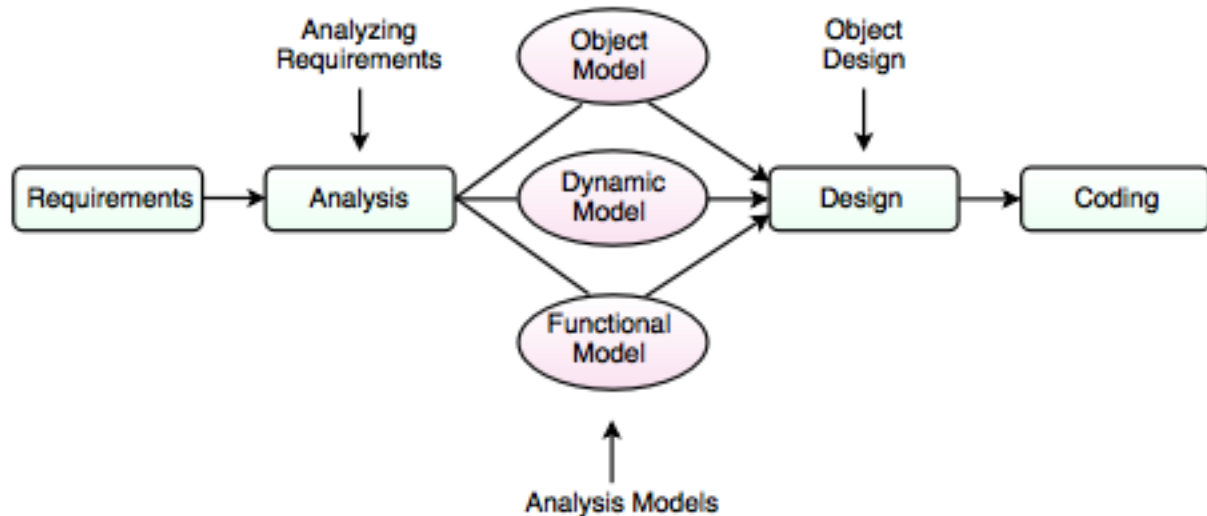 Analyzing
Requirements
Object
Model
Object
Design
Requirements
Analysis
Dynamic
Model
Design
Coding
Functional
Model
Analysis Models